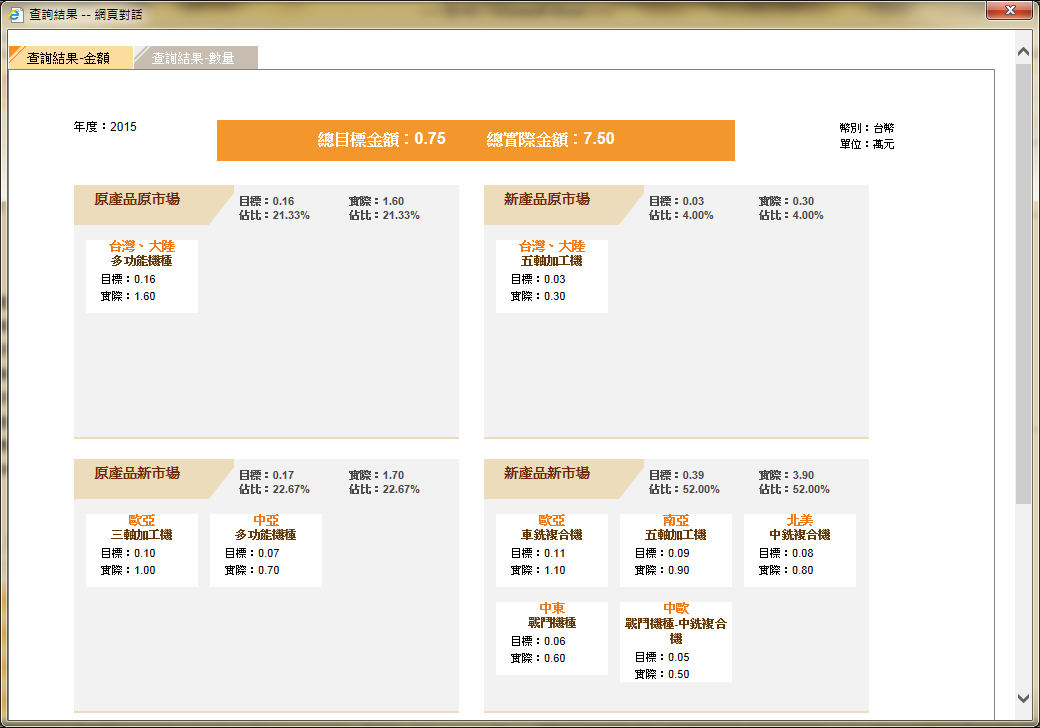 查詢結果 -- 網頁對話
查詢結果-金額
查詢結果-數量
年度：2015
總目標金額：0.75 總實際金額：7.50
幣別：台幣
單位：萬元
原產品原市場
目標：0.16 實際：1.60
佔比：21.33% 佔比：21.33%
台灣、大陸
多功能機種
目標：0.16
實際：1.60
新產品原市場
目標：0.03 實際：0.30
佔比：4.00% 佔比：4.00%
台灣、大陸
五軸加工機
目標：0.03
實際：0.30
原產品新市場
目標：0.17 實際：1.70
佔比：22.67% 佔比：22.67%
歐亞
三軸加工機
目標：0.10
實際：1.00
中亞
多功能機種
目標：0.07
實際：0.70
新產品新市場
目標：0.39 實際：3.90
佔比：52.00% 佔比：52.00%
歐亞
車銑複合機
目標：0.11
實際：1.10
南亞
五軸加工機
目標：0.09
實際：0.90
北美
中銑複合機
目標：0.08
實際：0.80
中東
戰鬥機種
目標：0.06
實際：0.60
中歐
戰鬥機種-中銑複合
機
目標：0.05
實際：0.50